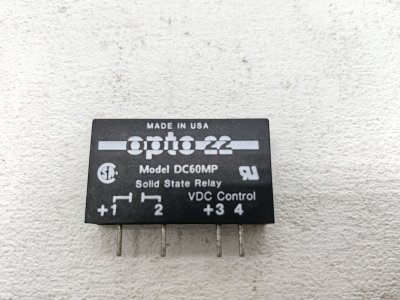 MADE IN USA
opto 22
Model DC60MP
Solid State Relay
VDC Control
+1 2 +3 4